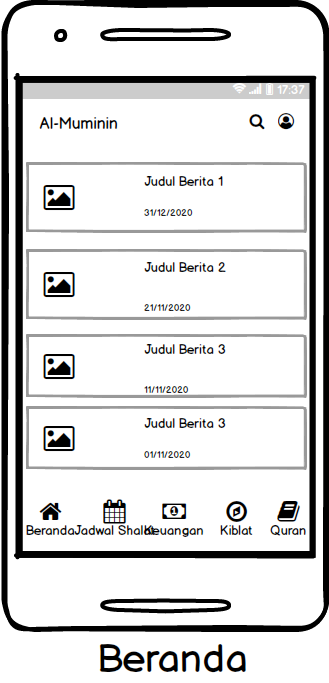 17:37
Al-Muminin
Judul Berita 1
31/12/2020
Judul Berita 2
21/11/2020
Judul Berita 3
11/11/2020
Judul Berita 3
01/11/2020
Beranda Jadwal Shalat Keuangan Kiblat Quran
Beranda